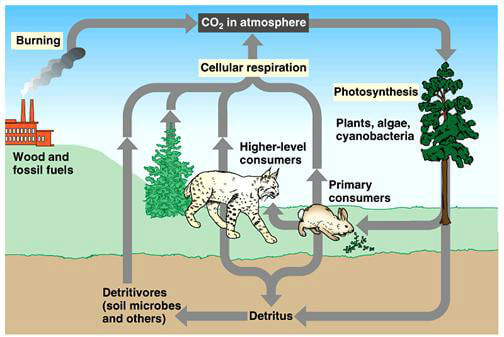 CO₂ in atmosphere
Burning
Cellular respiration
Photosynthesis
Plants, algae,
cyanobacteria
Higher-level
consumers
Wood and
fossil fuels
Primary
consumers
Detritivores
(soil microbes
and others)
Detritus